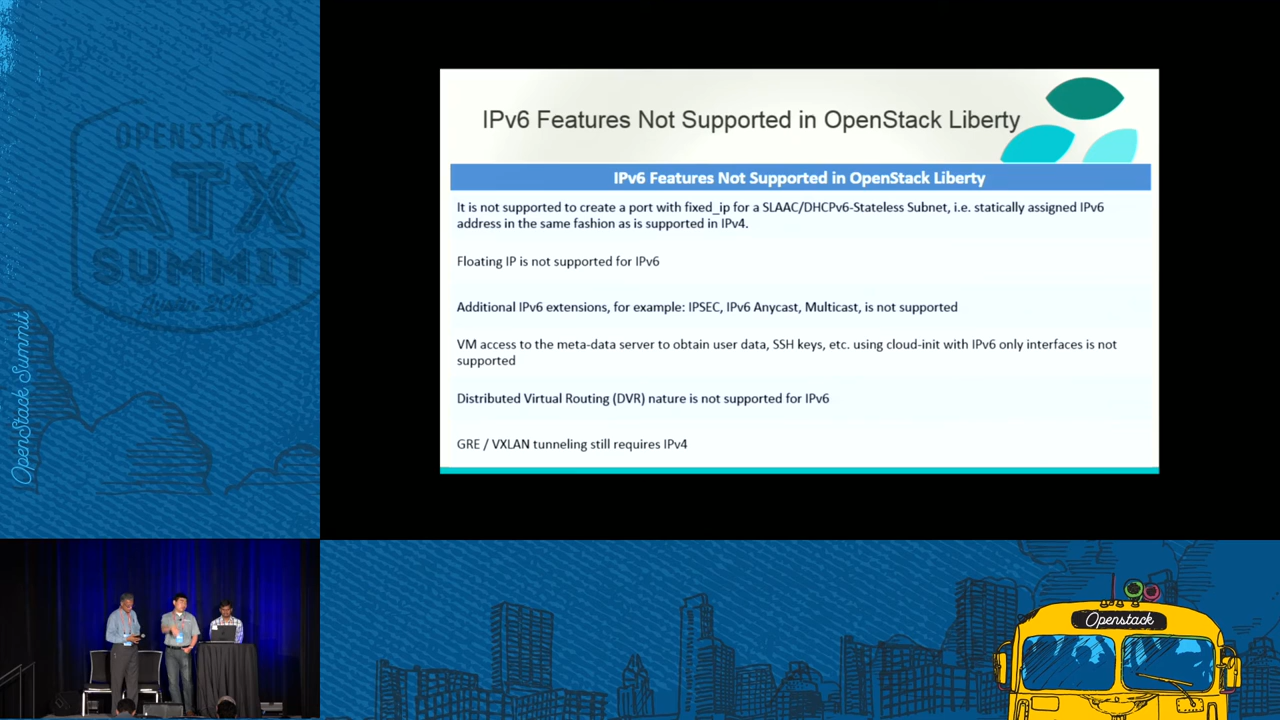 OPENSTACK
ATX
SUMMIT
Austin 2016
OpenStack Summit
IPv6 Features Not Supported in OpenStack Liberty
IPv6 Features Not Supported in OpenStack Liberty
It is not supported to create a port with fixed_ip for a SLAAC/DHCPv6-Stateless Subnet, i.e. statically assigned IPv6
address in the same fashion as is supported in IPv4.
Floating IP is not supported for IPv6
Additional IPv6 extensions, for example: IPSEC, IPv6 Anycast, Multicast, is not supported
VM access to the meta-data server to obtain user data, SSH keys, etc. using cloud-init with IPv6 only interfaces is not
supported
Distributed Virtual Routing (DVR) nature is not supported for IPv6
GRE / VXLAN tunneling still requires IPv4
Openstack